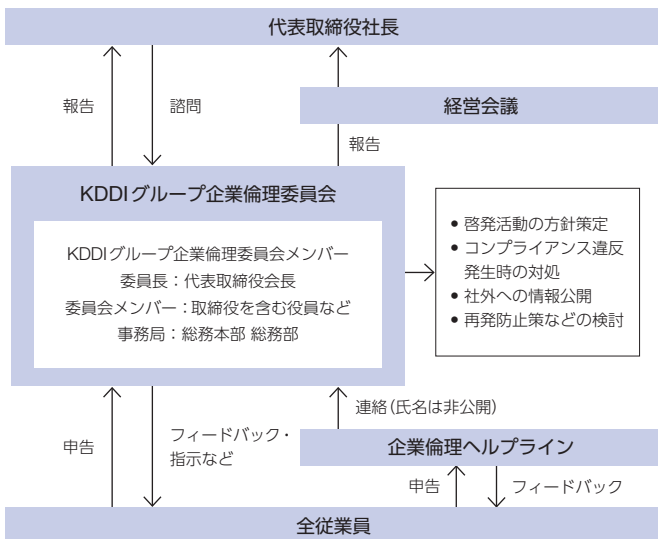 代表取締役社長
報告
諮問
経営会議
報告
KDDIグループ企業倫理委員会
KDDIグループ企業倫理委員会メンバー
委員長：代表取締役会長
委員会メンバー：取締役を含む役員など
事務局：総務本部 総務部
• 啓発活動の方針策定
• コンプライアンス違反
発生時の対処
• 社外への情報公開
• 再発防止策などの検討
申告
フィードバック・
指示など
連絡（氏名は非公開）
企業倫理ヘルプライン
申告
フィードバック
全従業員